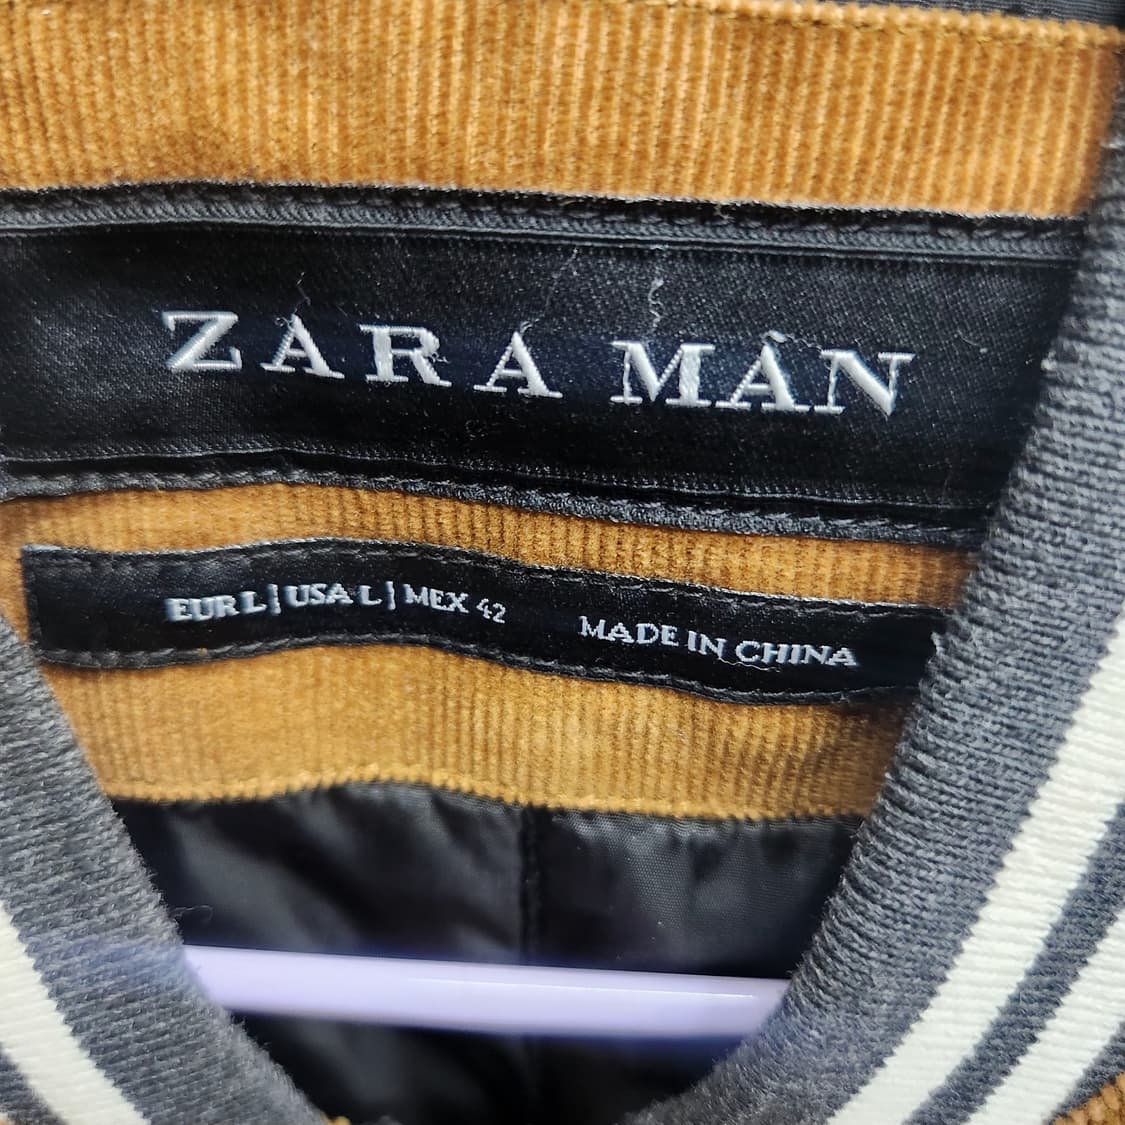 ZARA MAN
EUR L | USA L | MEX 42 MADE IN CHINA